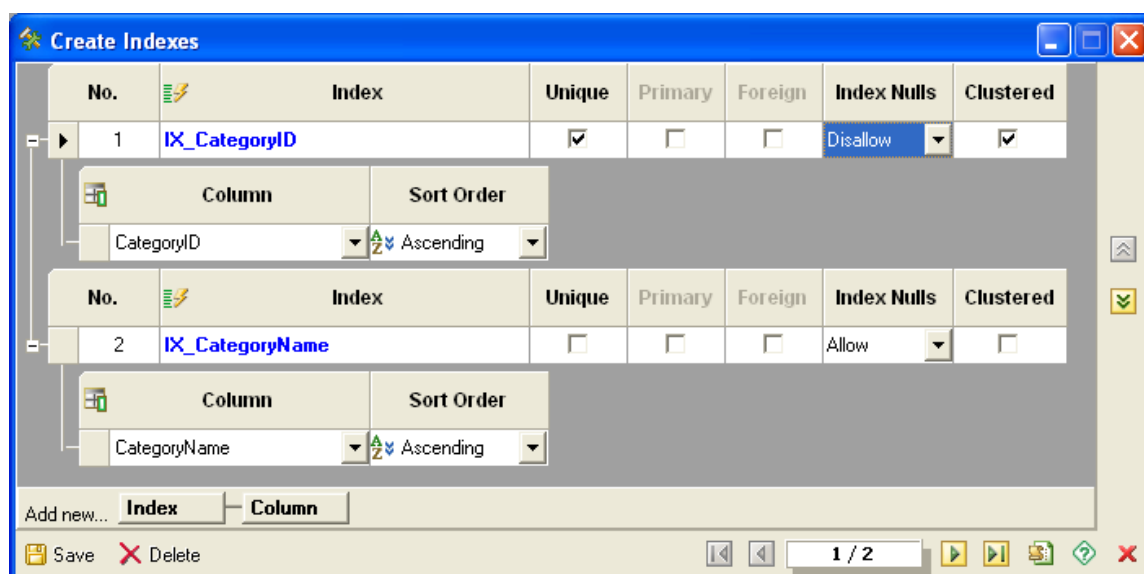 Create Indexes
No. Index Unique Primary Foreign Index Nulls Clustered
1 IX_CategoryID Disallow
Column Sort Order
CategoryID Ascending
No. Index Unique Primary Foreign Index Nulls Clustered
2 IX_CategoryName Allow
Column Sort Order
CategoryName Ascending
Add new... Index Column
Save Delete 1 / 2